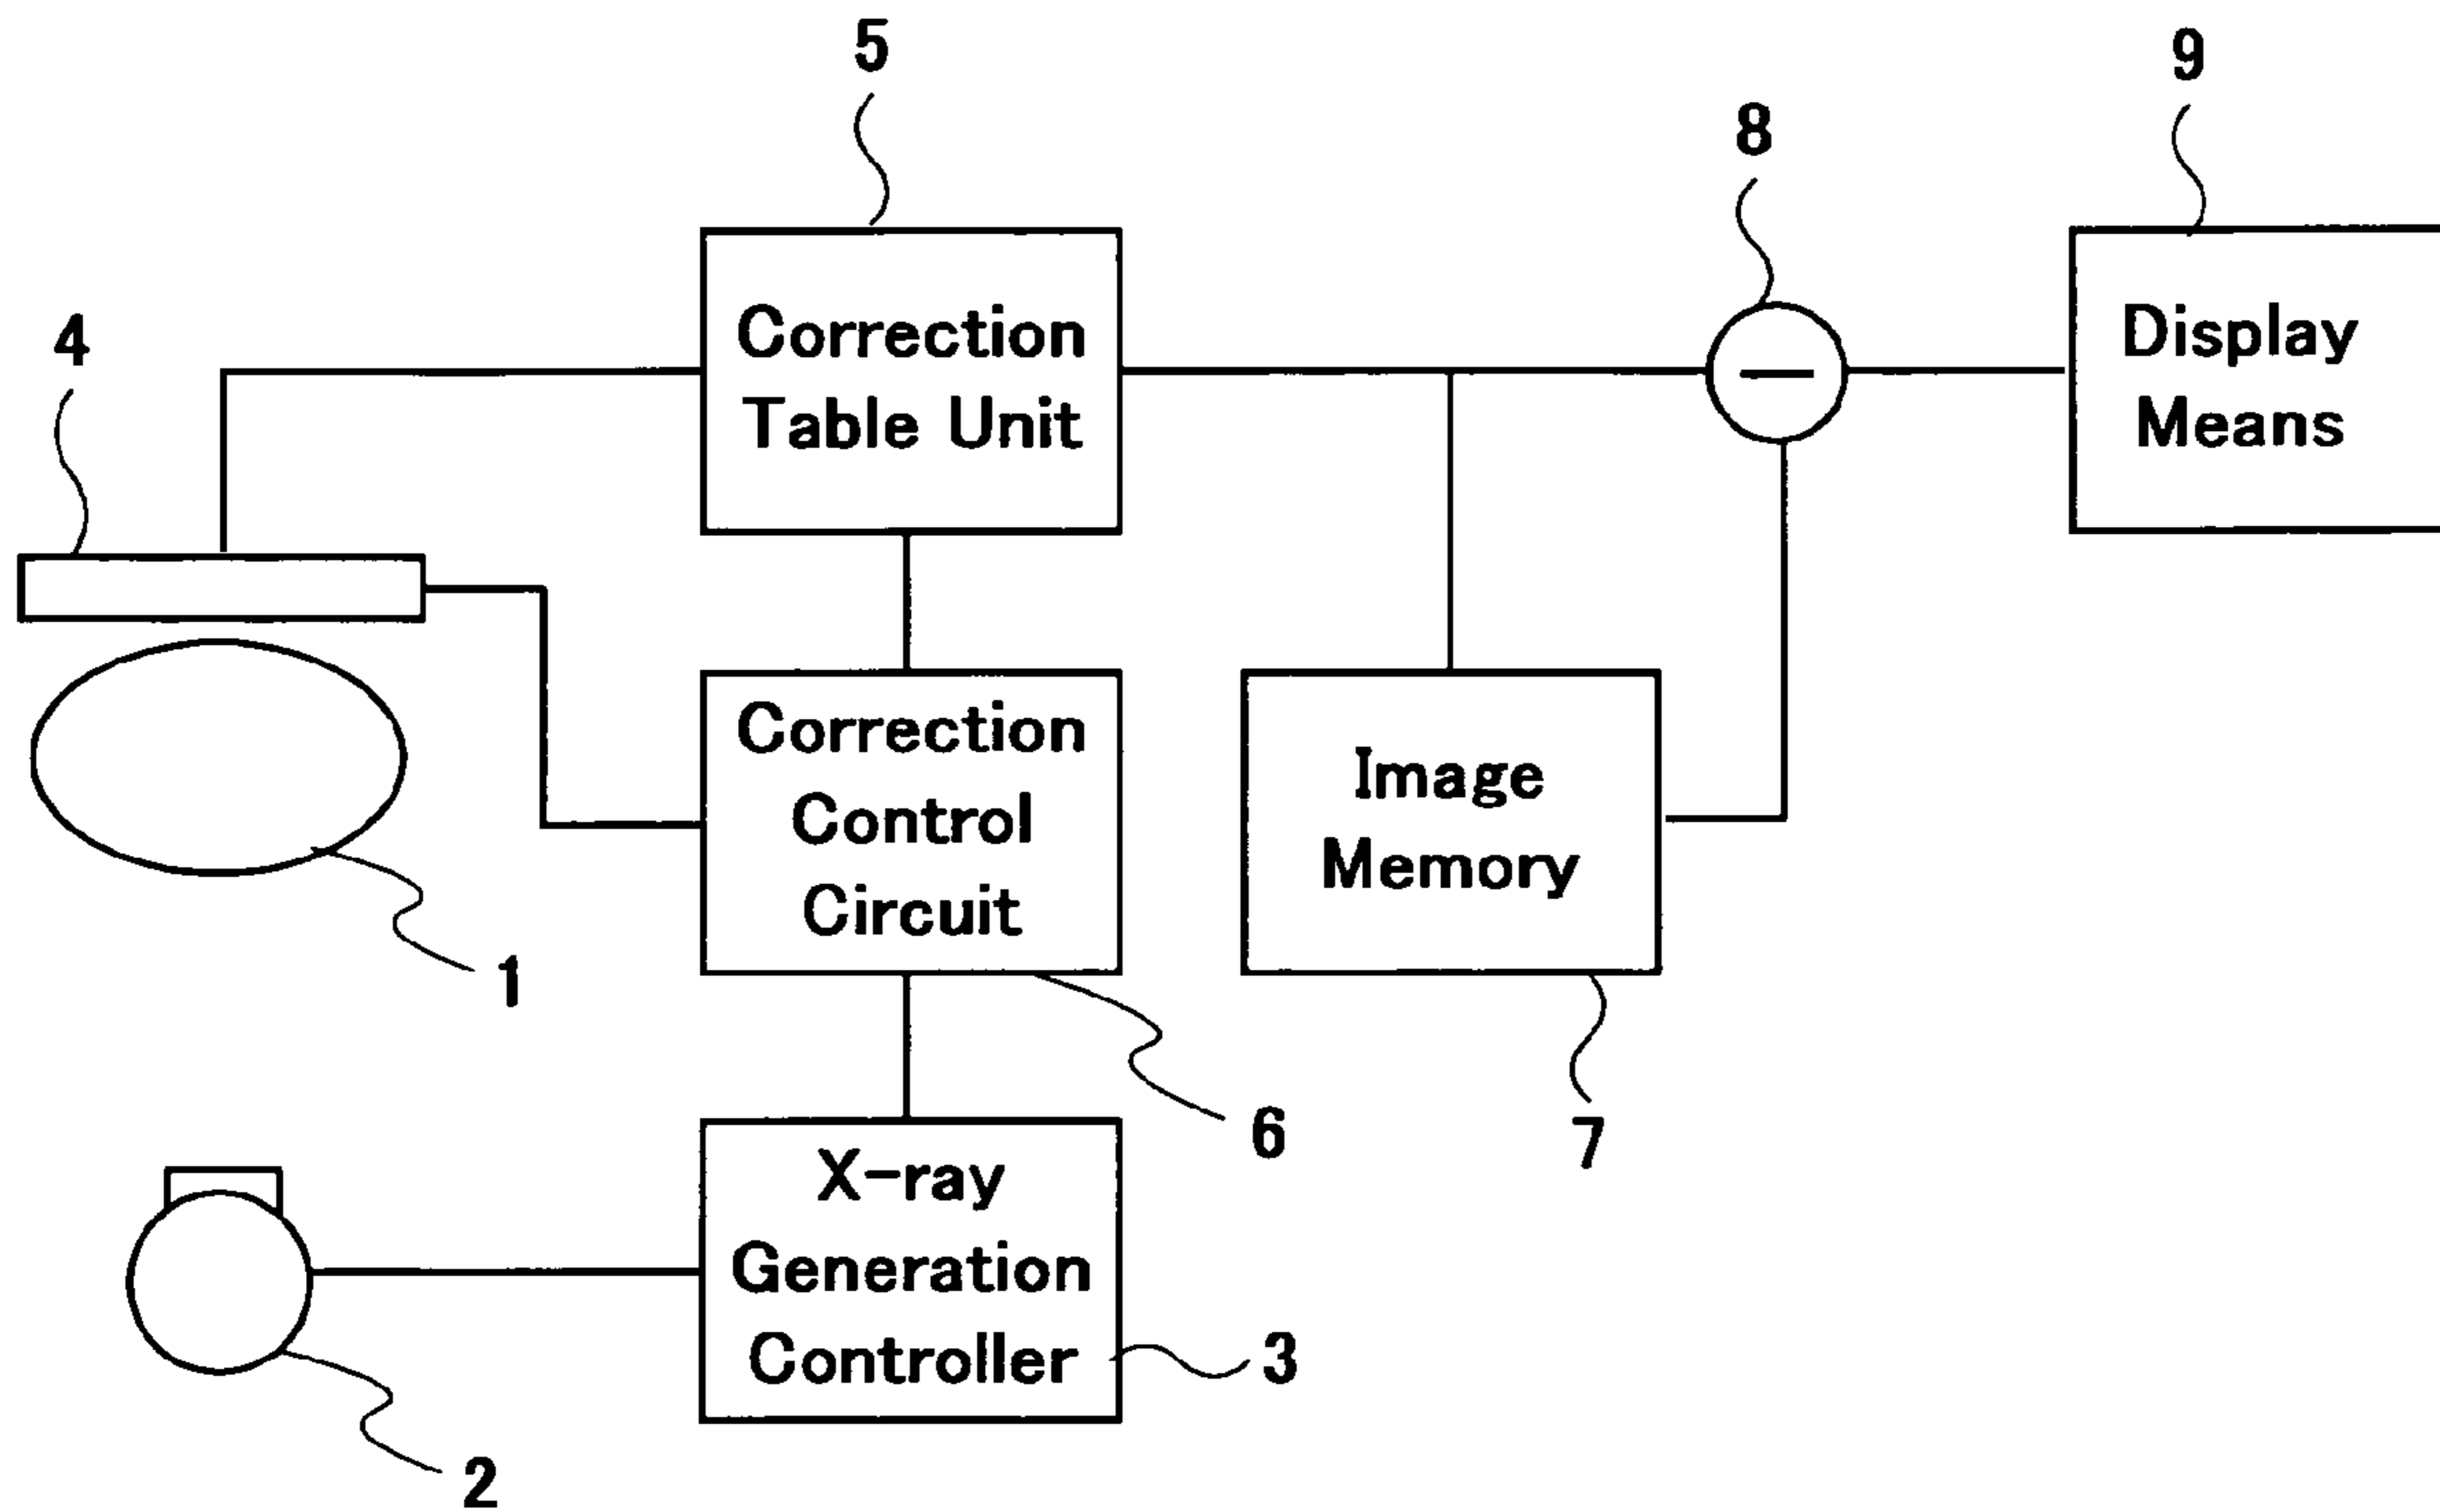 5
9
8
4
Correction
Table Unit
Display
Means
Correction
Control
Circuit
Image
Memory
1
6
7
X-ray
Generation
Controller
3
2